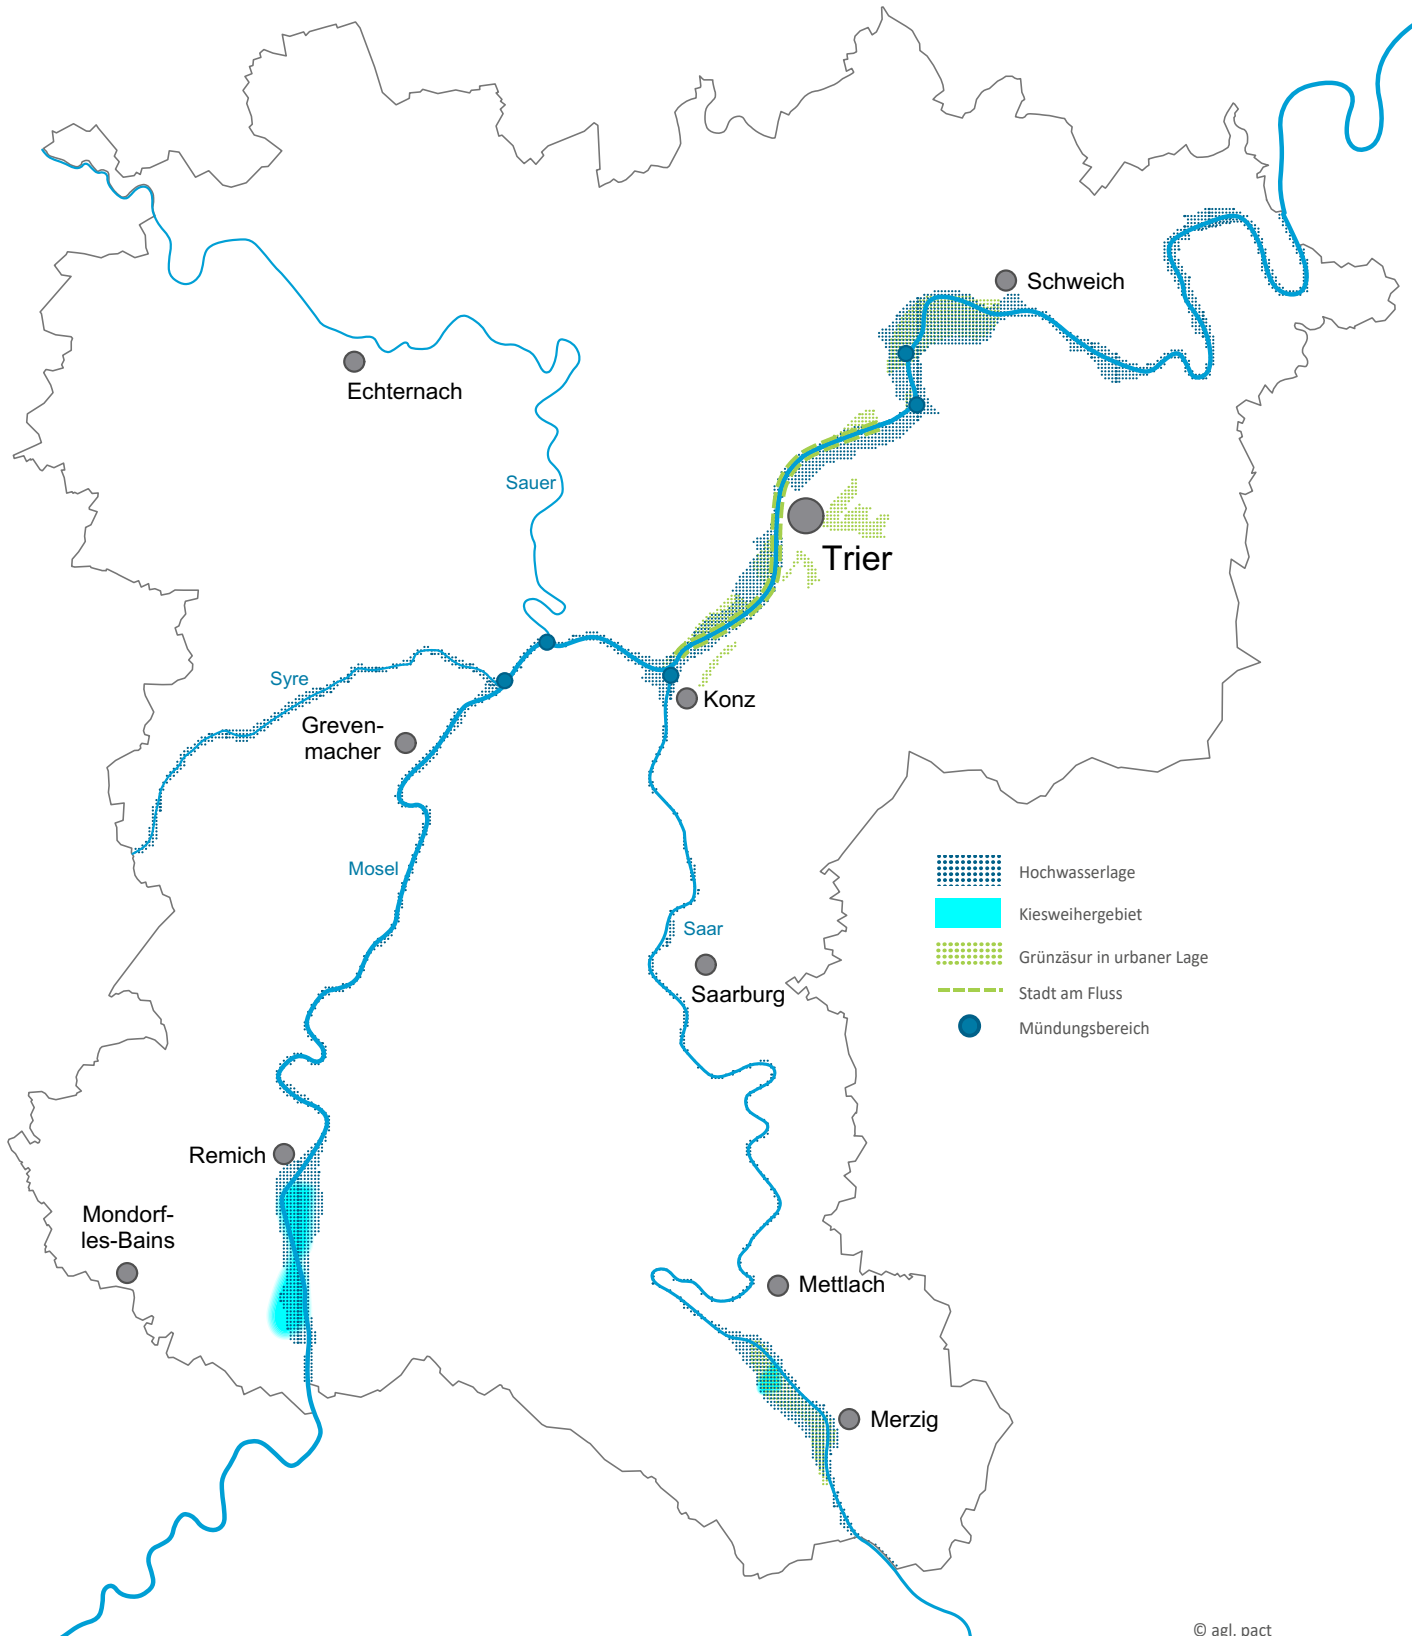 Schweich
Echternach
Sauer
Trier
Syre
Konz
Greven-
macher
Mosel
Hochwasserlage
Kiesweihergebiet
Saar
Grünzäsur in urbaner Lage
Saarburg
Stadt am Fluss
Mündungsbereich
Remich
Mondorf-
les-Bains
Mettlach
Merzig
© agl, pact